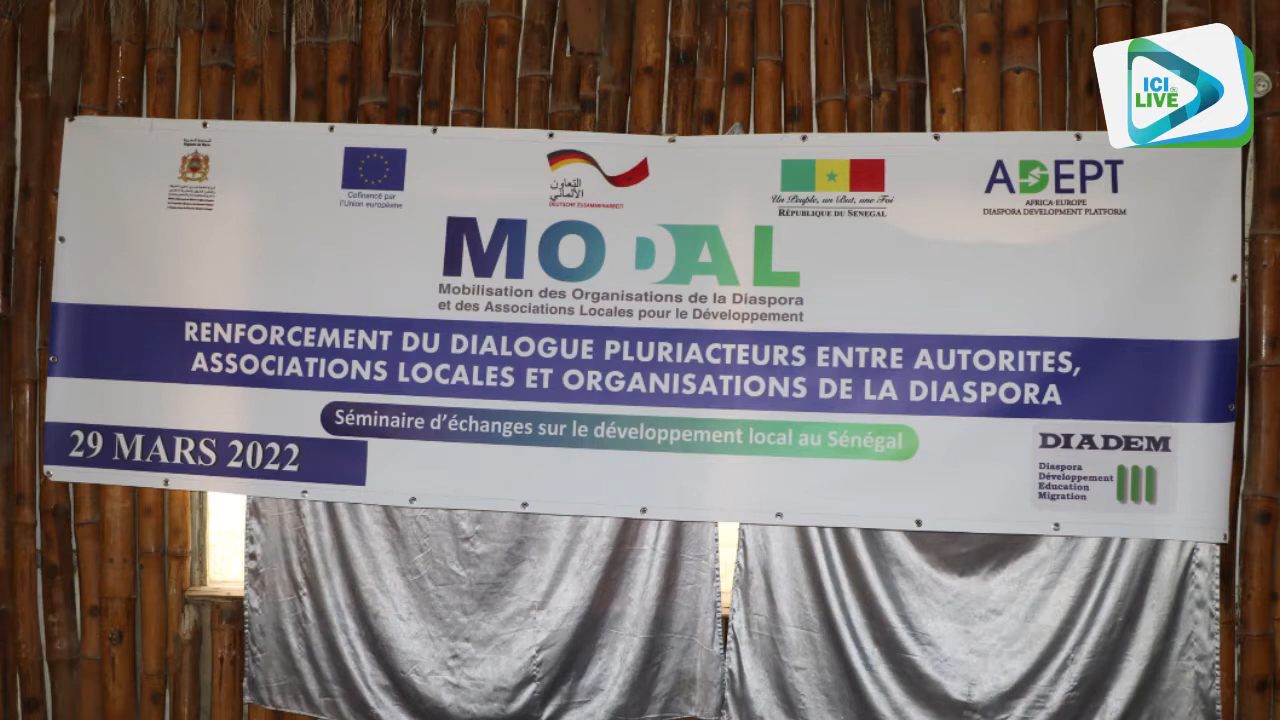 ICI
LIVE
Cofinancé par
l'Union européenne
التعاون
الألماني
DEUTSCHE ZUSAMMENARBEIT
Un Peuple, un But, une Foi
RÉPUBLIQUE DU SENEGAL
ADEPT
AFRICA-EUROPE
DIASPORA DEVELOPMENT PLATFORM
MODAL
Mobilisation des Organisations de la Diaspora
et des Associations Locales pour le Développement
RENFORCEMENT DU DIALOGUE PLURIACTEURS ENTRE AUTORITES,
ASSOCIATIONS LOCALES ET ORGANISATIONS DE LA DIASPORA
Séminaire d'échanges sur le développement local au Sénégal
29 MARS 2022
DIADEM
Diaspora
Développement
Education
Migration